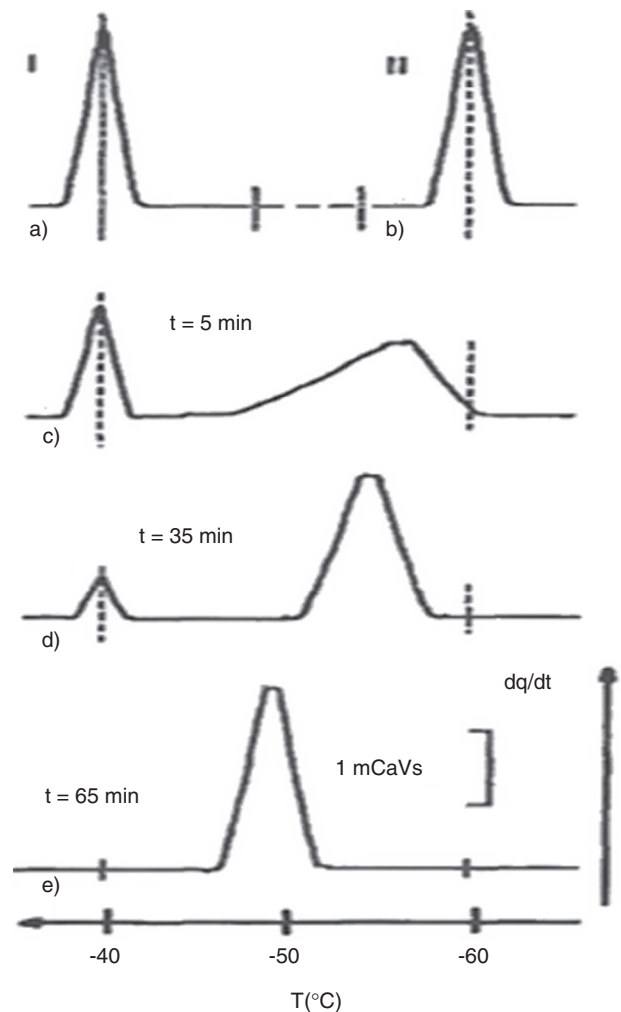 I II
a) b)
t = 5 min
c)
t = 35 min
d)
dq/dt
1 mCaVs
t = 65 min
e)
-40 -50 -60
T(°C)